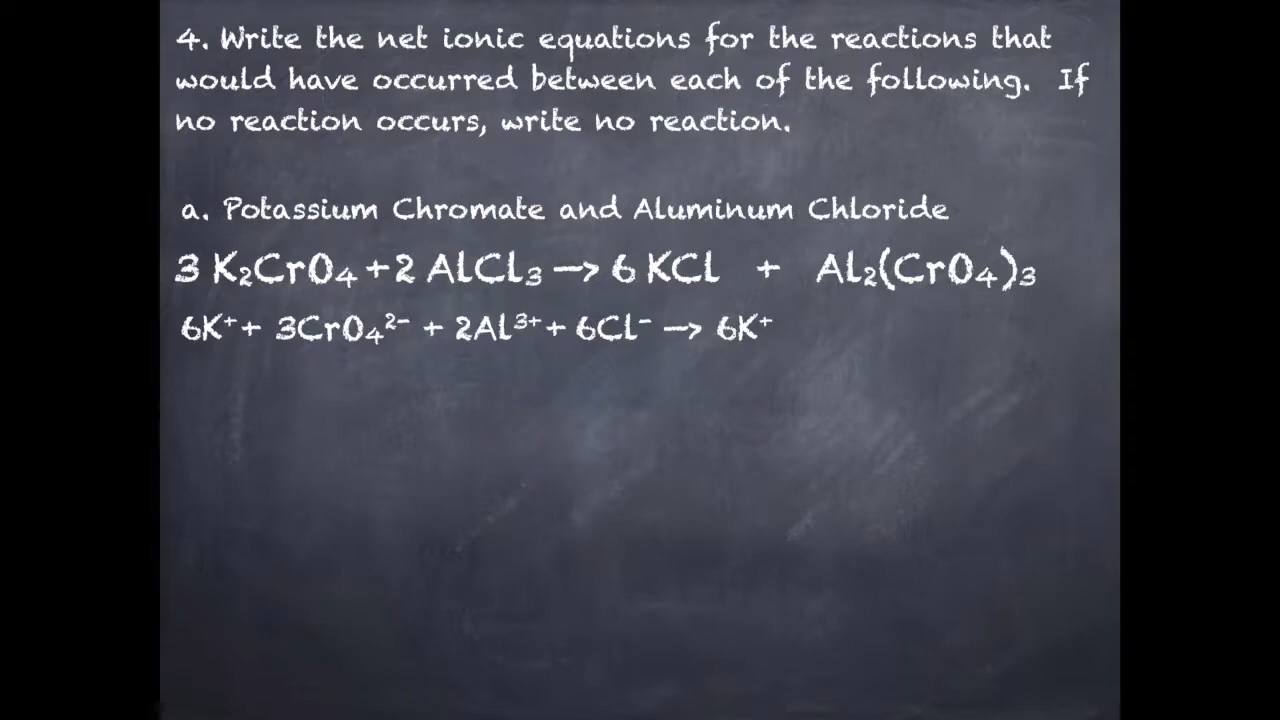 4. Write the net ionic equations for the reactions that
would have occurred between each of the following. If
no reaction occurs, write no reaction.
a. Potassium Chromate and Aluminum Chloride
3 K₂CrO₄ + 2 AlCl₃ → 6 KCl + Al₂(CrO₄)₃
6K⁺ + 3CrO₄²⁻ + 2Al³⁺ + 6Cl⁻ → 6K⁺